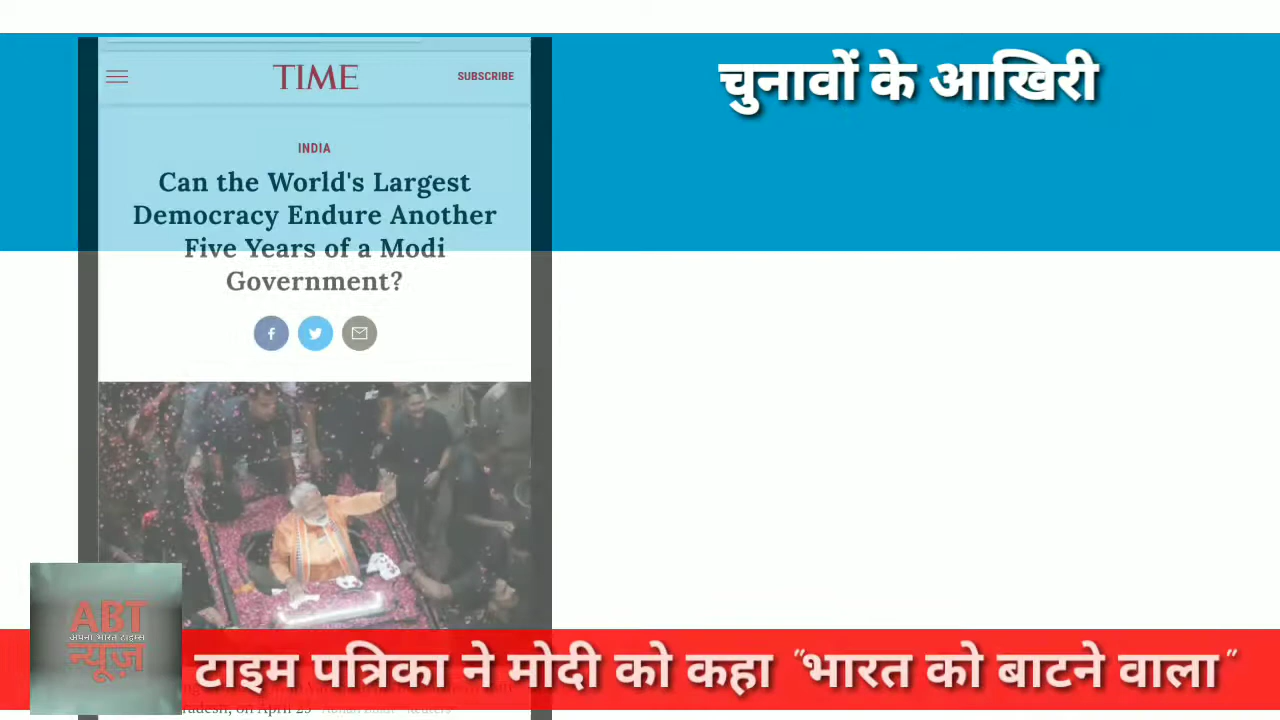 TIME
SUBSCRIBE
चुनावों के आखिरी
INDIA
Can the World's Largest
Democracy Endure Another
Five Years of a Modi
Government?
ABT
अपना भारत टाइम्स
न्यूज़
टाइम पत्रिका ने मोदी को कहा "भारत को बाटने वाला"
on April 25
Reuters